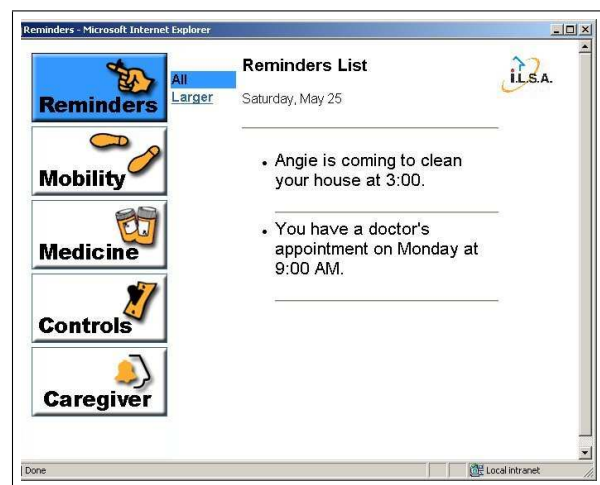 Reminders - Microsoft Internet Explorer
Reminders
All
Larger
Mobility
Medicine
Controls
Caregiver
Reminders List
Saturday, May 25
I.L.S.A.
• Angie is coming to clean
your house at 3:00.
• You have a doctor's
appointment on Monday at
9:00 AM.
Done
Local intranet